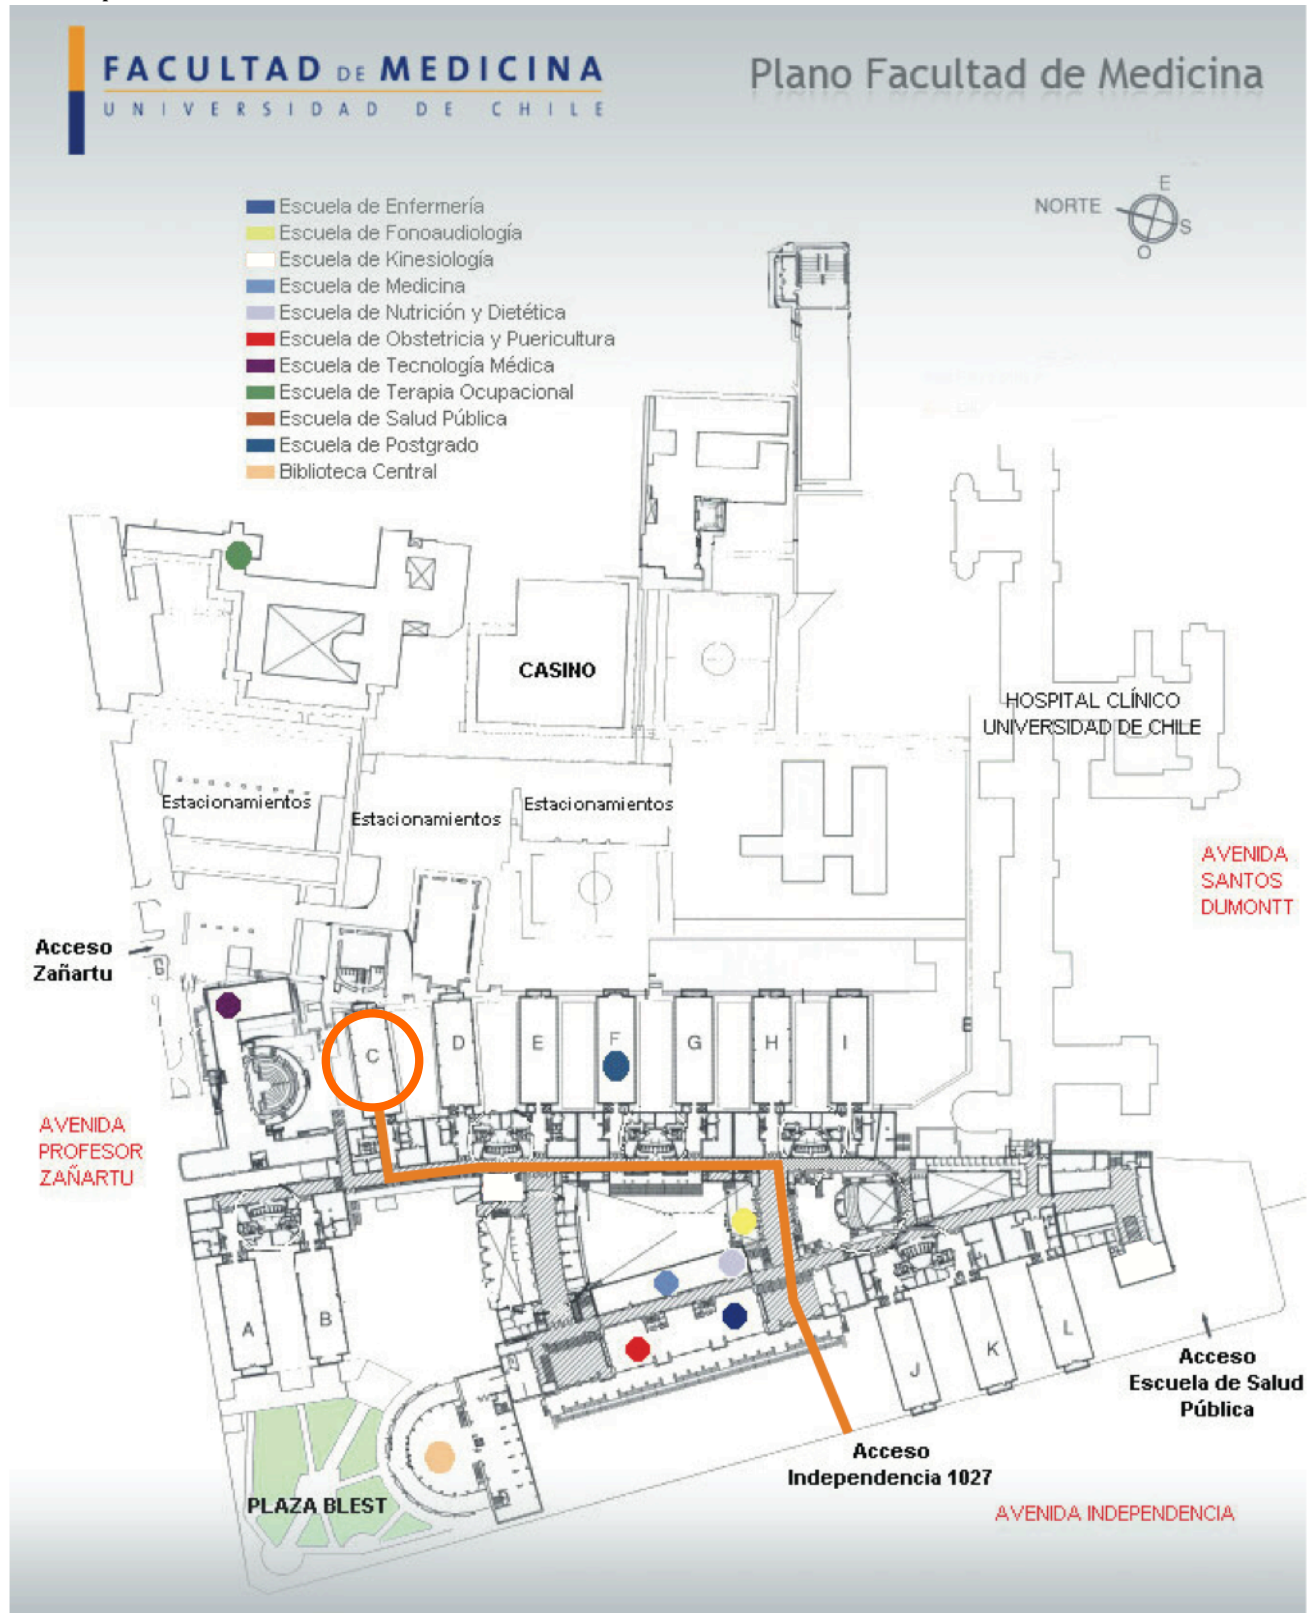 FACULTAD DE MEDICINA
UNIVERSIDAD DE CHILE
Plano Facultad de Medicina
E
NORTE
S
O
Escuela de Enfermería
Escuela de Fonoaudiología
Escuela de Kinesiología
Escuela de Medicina
Escuela de Nutrición y Dietética
Escuela de Obstetricia y Puericultura
Escuela de Tecnología Médica
Escuela de Terapia Ocupacional
Escuela de Salud Pública
Escuela de Postgrado
Biblioteca Central
CASINO
HOSPITAL CLÍNICO
UNIVERSIDAD DE CHILE
Estacionamientos
Estacionamientos
Estacionamientos
AVENIDA
SANTOS
DUMONTT
Acceso
Zañartu
C
D
E
F
G
H
I
E
AVENIDA
PROFESOR
ZAÑARTU
A
B
J
K
L
Acceso
Escuela de Salud
Pública
Acceso
Independencia 1027
PLAZA BLEST
AVENIDA INDEPENDENCIA